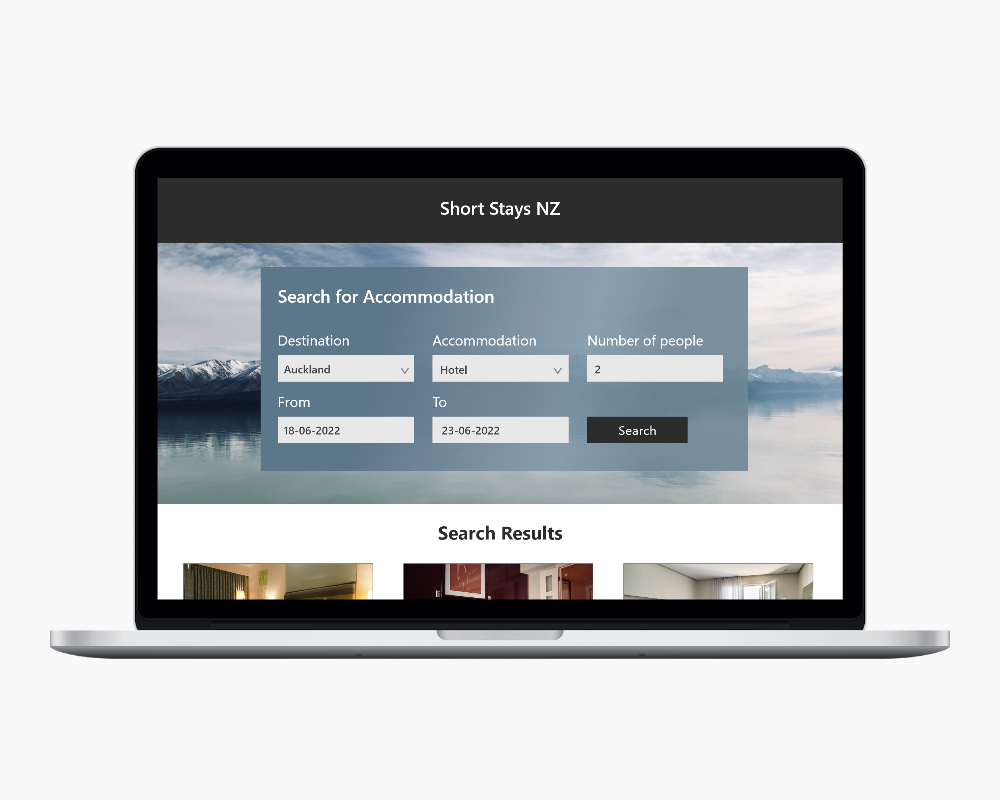 Short Stays NZ
Search for Accommodation
Destination Accommodation Number of people
Auckland Hotel 2
From To
18-06-2022 23-06-2022 Search
Search Results